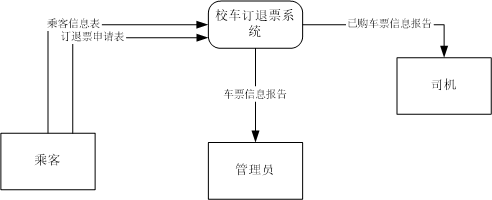 乘客信息表
订退票申请表
校车订退票系
统
已购车票信息报告
车票信息报告
司机
乘客
管理员